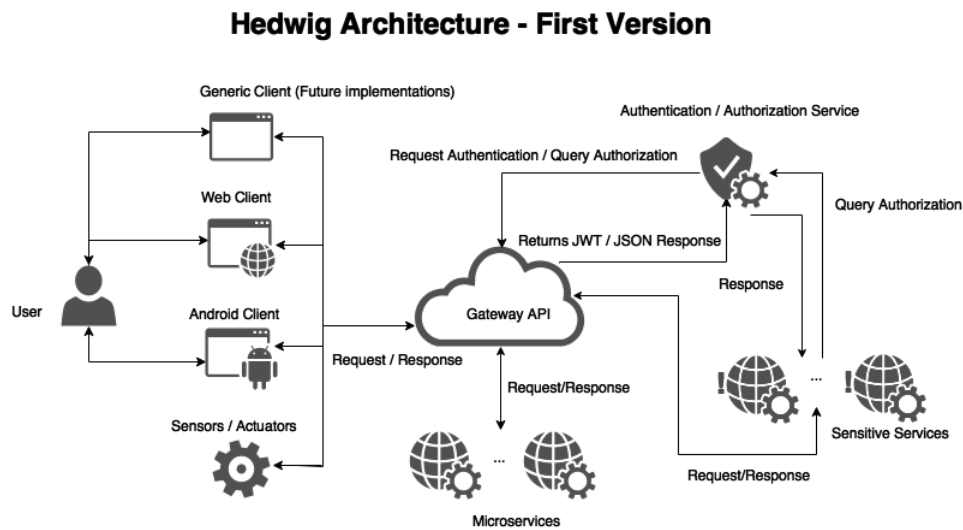 Hedwig Architecture - First Version
Generic Client (Future implementations)
Authentication / Authorization Service
Request Authentication / Query Authorization
Web Client
Query Authorization
Returns JWT / JSON Response
Response
User
Android Client
Gateway API
Request / Response
Request/Response
...
!
!
Sensors / Actuators
Sensitive Services
...
Request/Response
Microservices